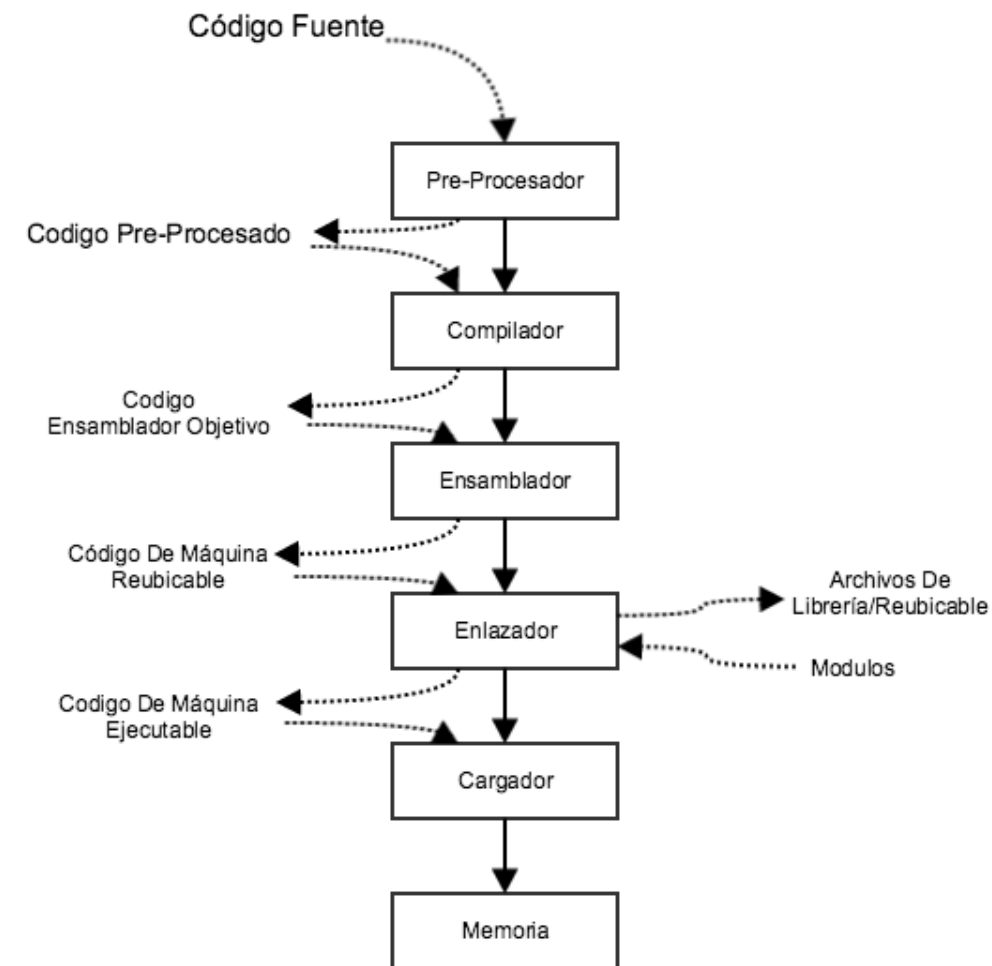 Código Fuente
Pre-Procesador
Codigo Pre-Procesado
Compilador
Codigo
Ensamblador Objetivo
Ensamblador
Código De Máquina
Reubicable
Enlazador
Archivos De
Librería/Reubicable
Modulos
Codigo De Máquina
Ejecutable
Cargador
Memoria